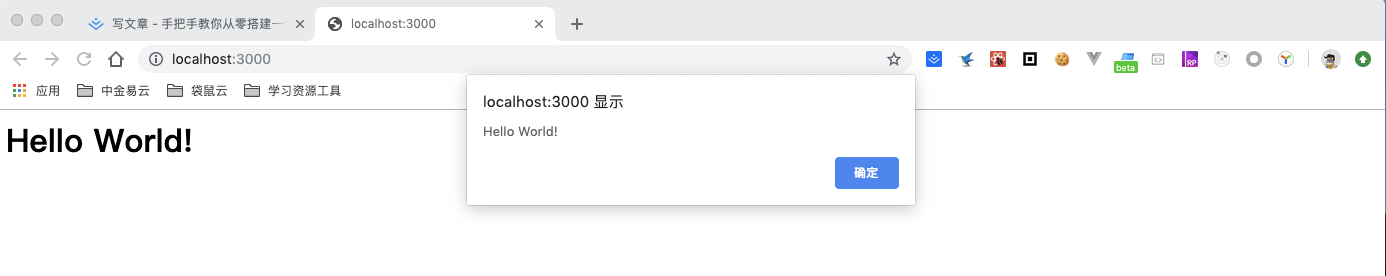 写文章 - 手把手教你从零搭建一
localhost:3000
localhost:3000
beta
RP
应用
中金易云
袋鼠云
学习资源工具
Hello World!
localhost:3000 显示
Hello World!
确定